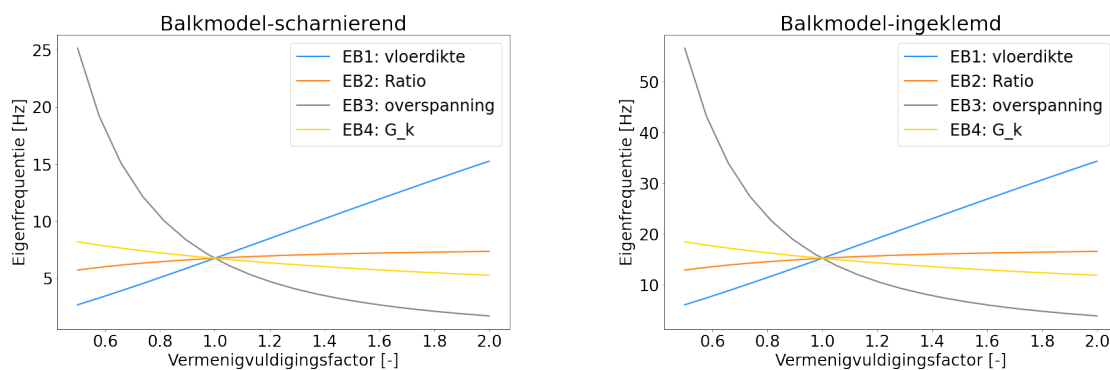 Balkmodel-scharnierend
Eigenfrequentie [Hz]
25
20
15
10
5
EB1: vloerdikte
EB2: Ratio
EB3: overspanning
EB4: G_k
0.6 0.8 1.0 1.2 1.4 1.6 1.8 2.0
Vermenigvuldigingsfactor [-]
Balkmodel-ingeklemd
Eigenfrequentie [Hz]
50
40
30
20
10
EB1: vloerdikte
EB2: Ratio
EB3: overspanning
EB4: G_k
0.6 0.8 1.0 1.2 1.4 1.6 1.8 2.0
Vermenigvuldigingsfactor [-]